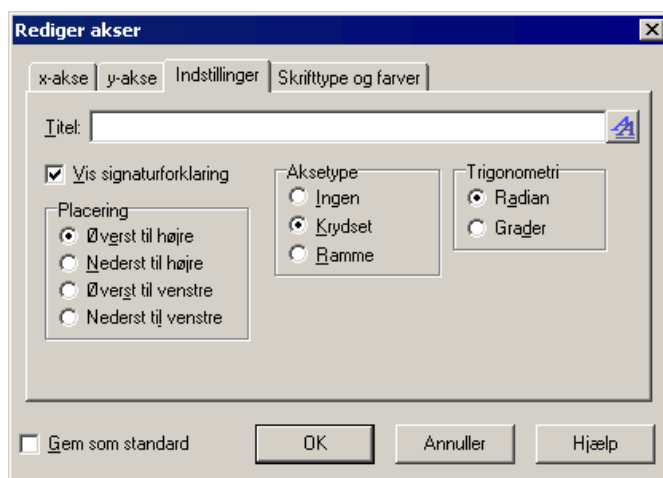 Rediger akser
x-akse y-akse Indstillinger Skrifttype og farver
Titel:
Vis signaturforklaring
Placering
Øverst til højre
Nederst til højre
Øverst til venstre
Nederst til venstre
Aksetype
Ingen
Krydset
Ramme
Trigonometri
Radian
Grader
Gem som standard
OK
Annuller
Hjælp